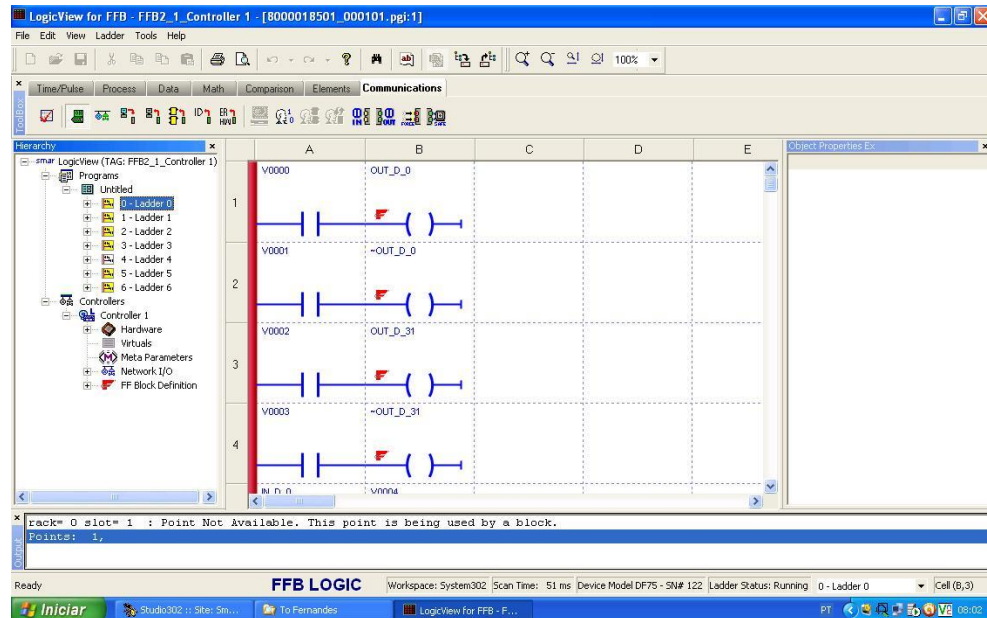 LogicView for FFB - FFB2_1_Controller 1 - [8000018501_000101.pgi:1]
File Edit View Ladder Tools Help
100%
Time/Pulse Process Data Math Comparison Elements Communications
ToolBox
Hierarchy
smar LogicView (TAG: FFB2_1_Controller 1)
Programs
Untitled
0 - Ladder 0
1 - Ladder 1
2 - Ladder 2
3 - Ladder 3
4 - Ladder 4
5 - Ladder 5
6 - Ladder 6
Controllers
Controller 1
Hardware
Virtuals
Meta Parameters
Network I/O
FF Block Definition
A B C D E
V0000 OUT_D_0
1
V0001 ~OUT_D_0
2
V0002 OUT_D_31
3
V0003 ~OUT_D_31
4
IN_D_0 V0004
Object Properties Ex
Output
rack= 0 slot= 1 : Point Not Available. This point is being used by a block.
Points: 1,
Ready FFB LOGIC Workspace: System302 Scan Time: 51 ms Device Model DF75 - SN# 122 Ladder Status: Running 0 - Ladder 0 Cell (B,3)
Iniciar Studio302 :: Site: Sm... To Fernandes LogicView for FFB - F... PT 08:02